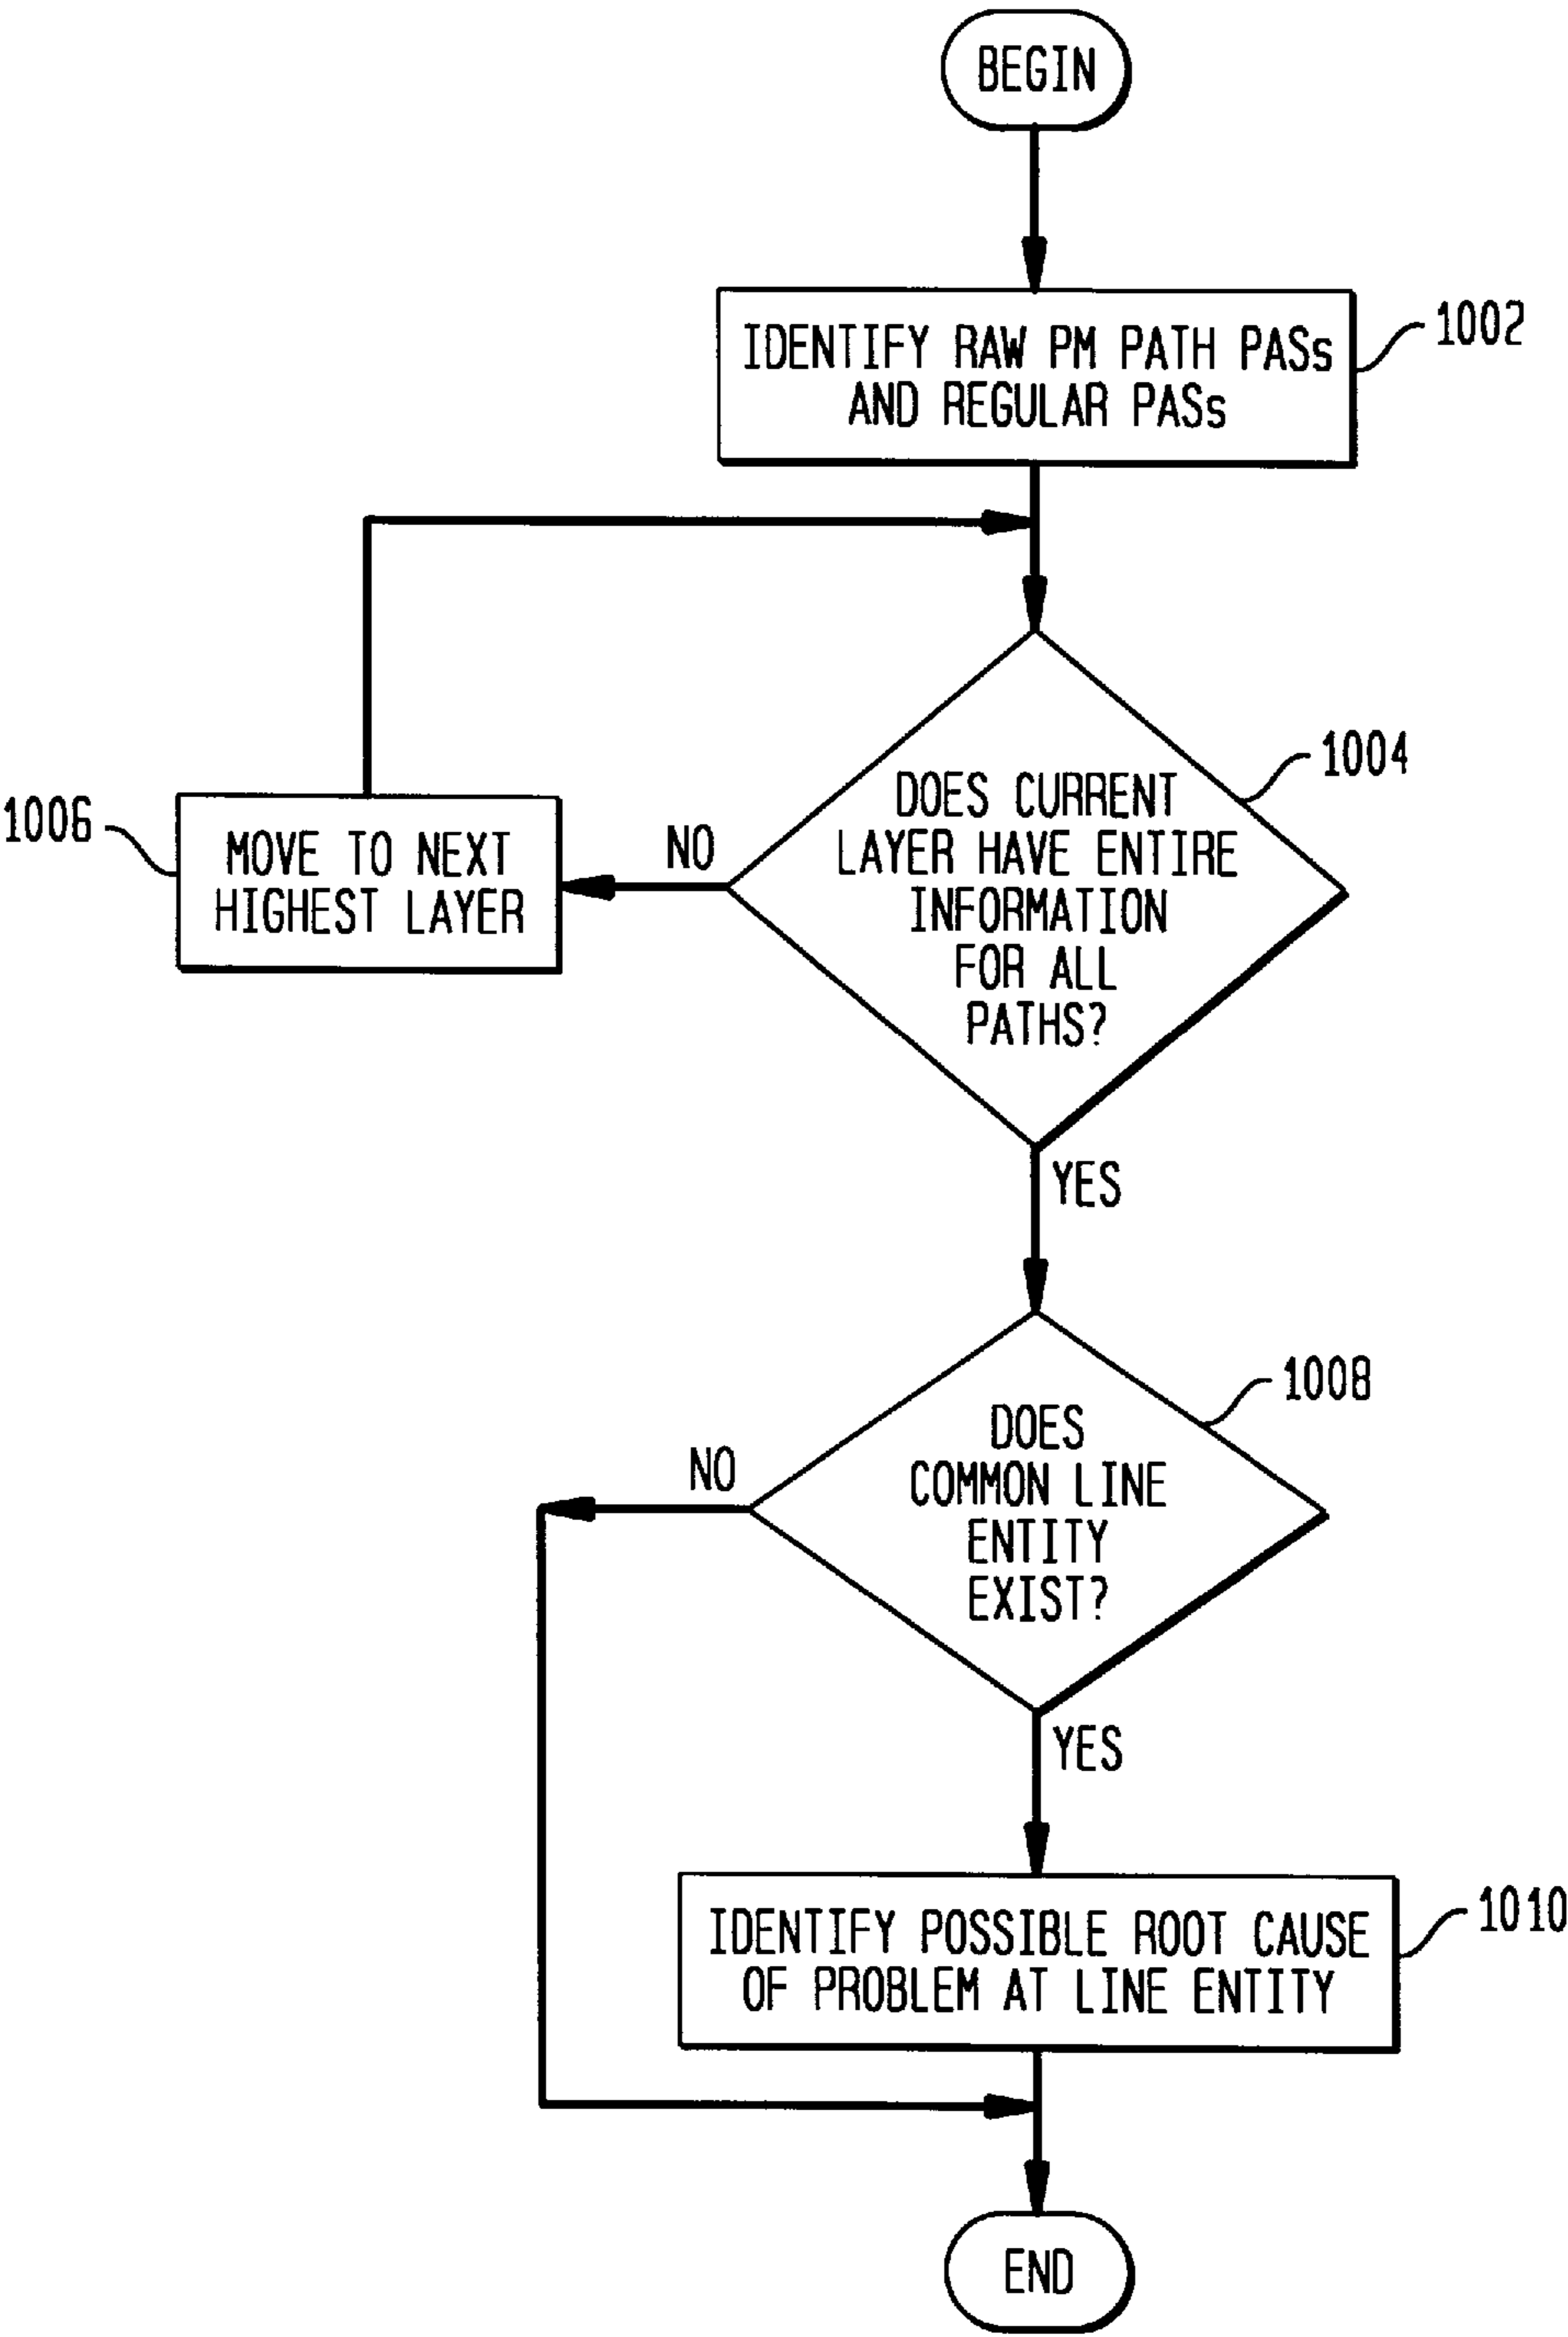 BEGIN
IDENTIFY RAW PM PATH PASs
AND REGULAR PASs
1002
DOES CURRENT
LAYER HAVE ENTIRE
INFORMATION
FOR ALL
PATHS?
1004
NO
MOVE TO NEXT
HIGHEST LAYER
1006
YES
DOES
COMMON LINE
ENTITY
EXIST?
1008
NO
YES
IDENTIFY POSSIBLE ROOT CAUSE
OF PROBLEM AT LINE ENTITY
1010
END